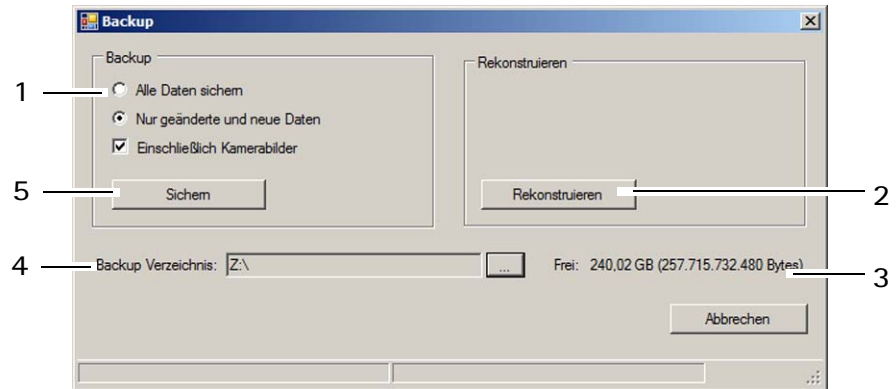 Backup
Backup
Rekonstruieren
1
Alle Daten sichern
Nur geänderte und neue Daten
Einschließlich Kamerabilder
5
Sichern
Rekonstruieren
2
4
Backup Verzeichnis:
Z:\
...
Frei:
240,02 GB (257.715.732.480 Bytes)
3
Abbrechen